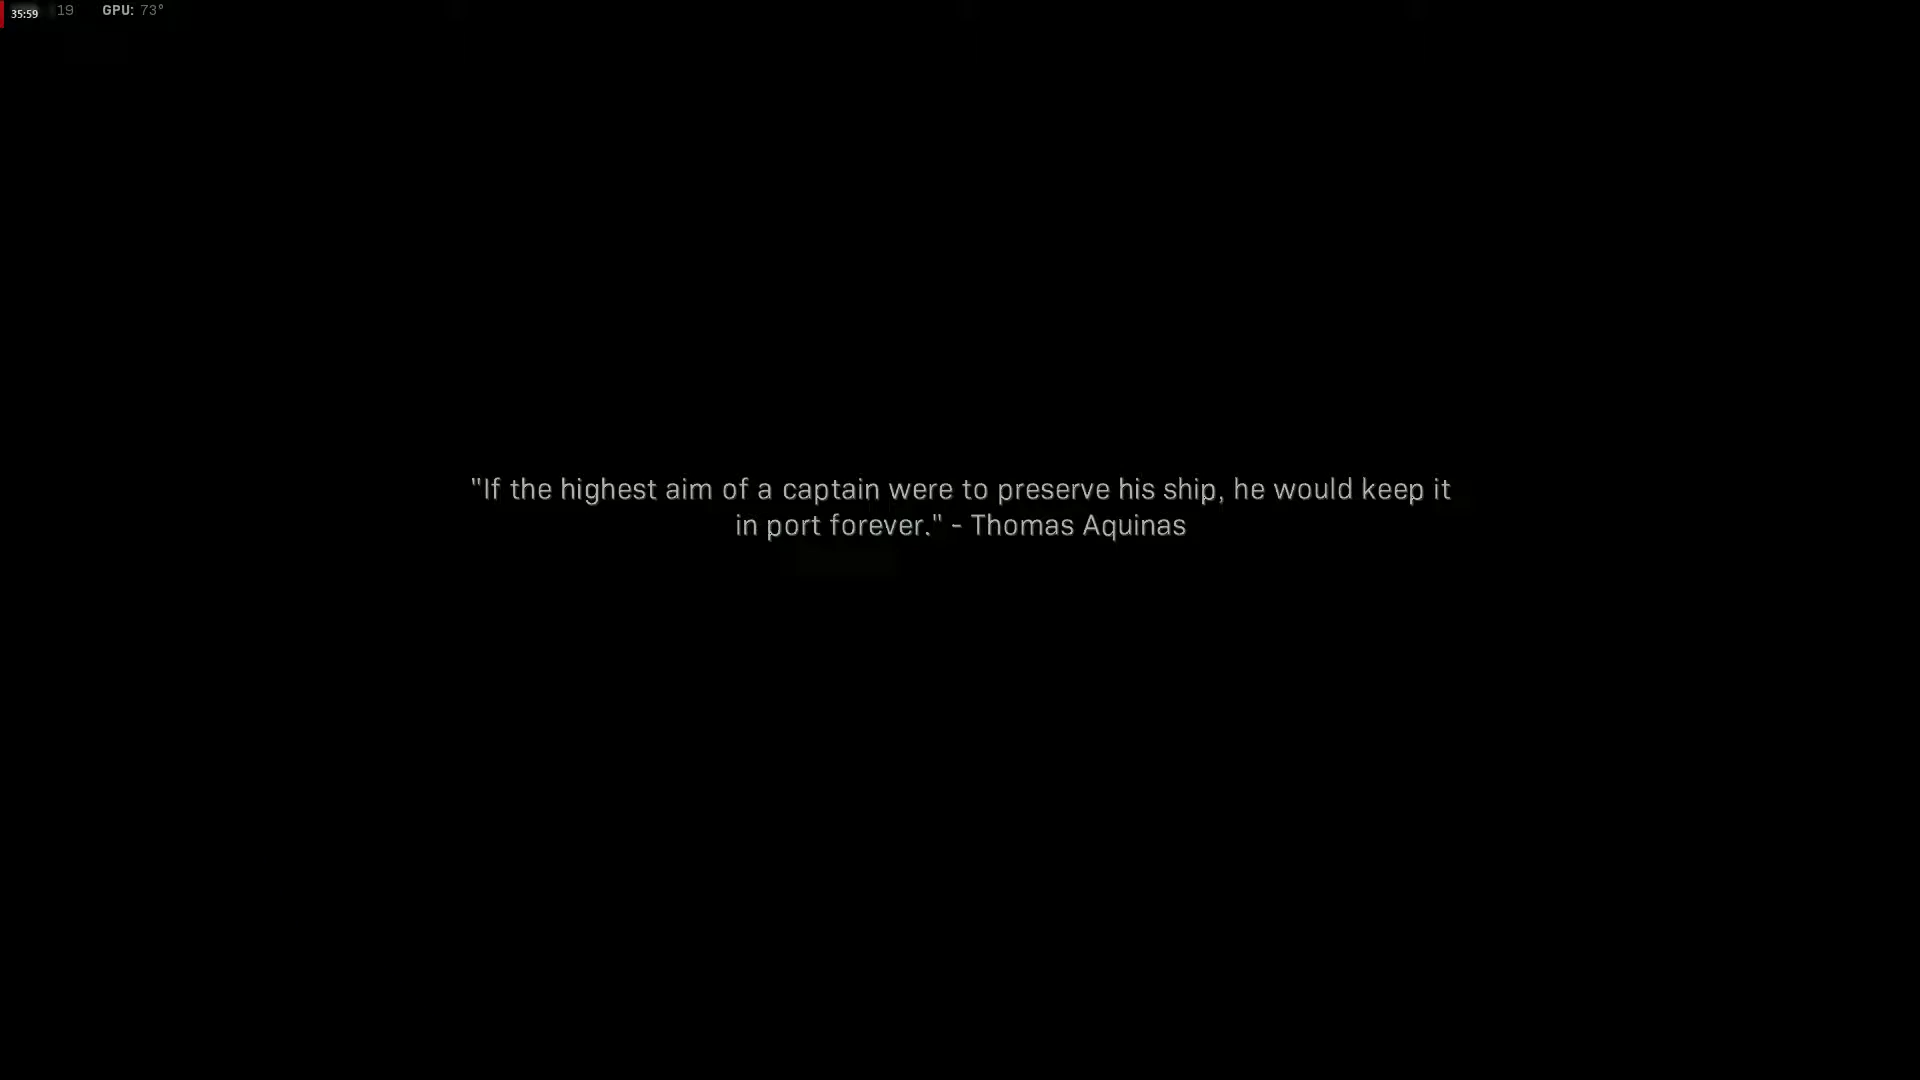 35:59 19 GPU: 73°
"If the highest aim of a captain were to preserve his ship, he would keep it
in port forever." - Thomas Aquinas